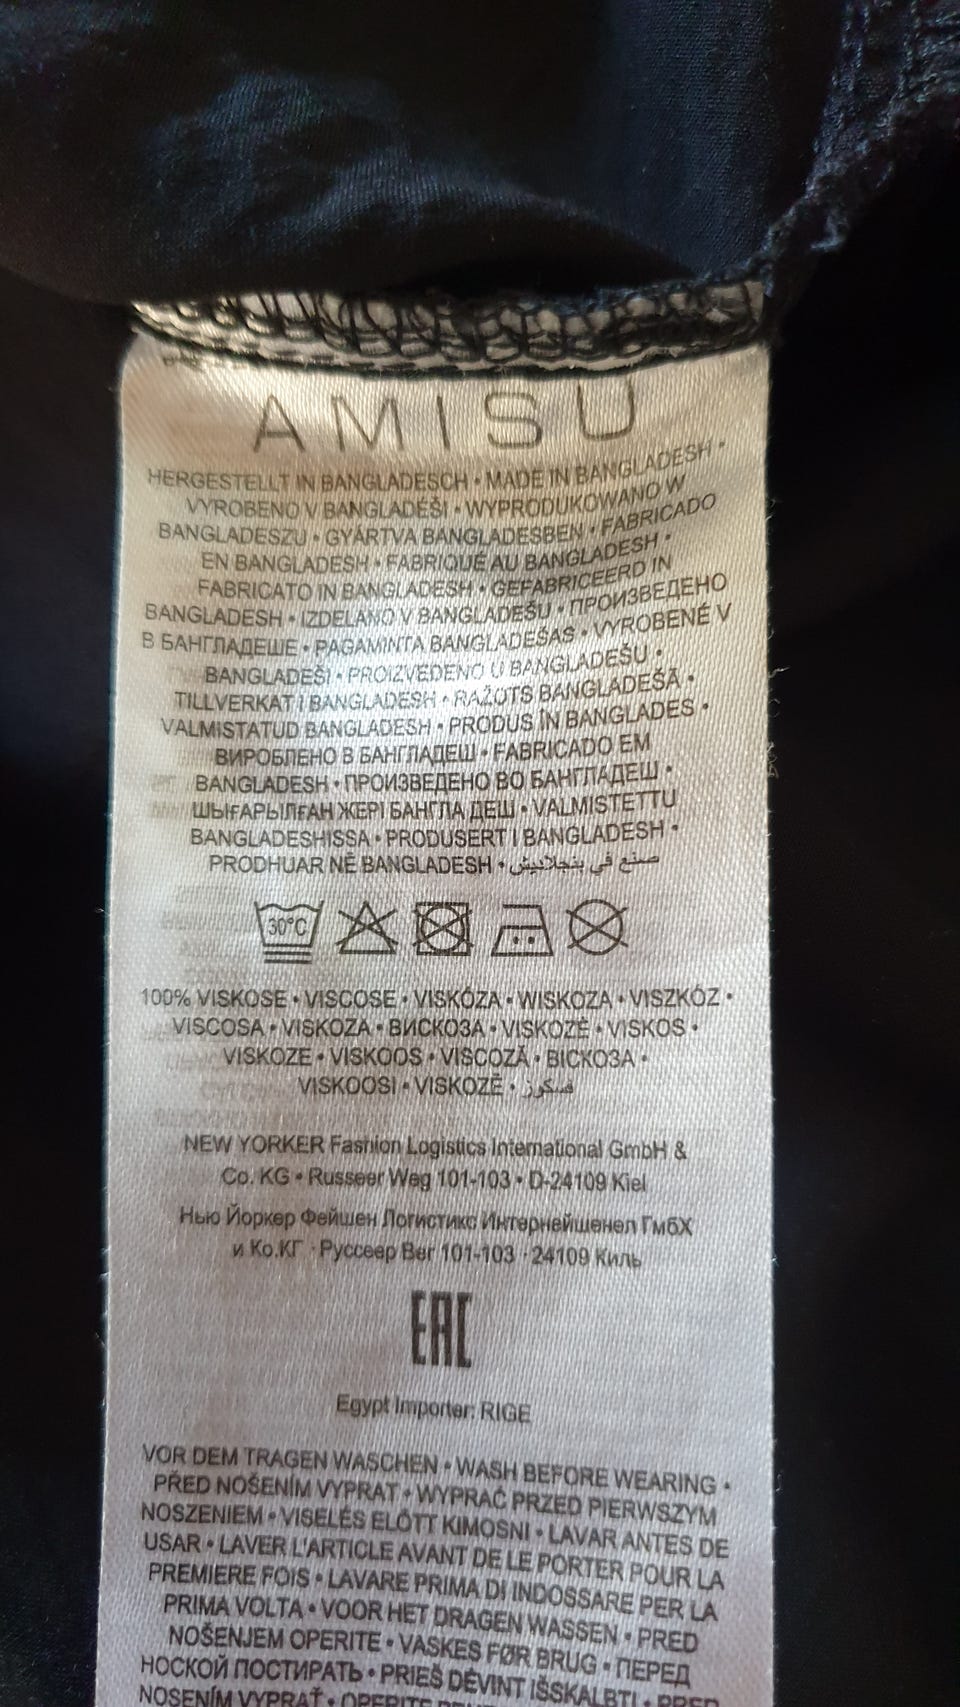 AMISU
HERGESTELLT IN BANGLADESCH • MADE IN BANGLADESH •
VYROBENO V BANGLADÉŠI • WYPRODUKOWANO W
BANGLADESZU • GYÁRTVA BANGLADESBEN • FABRICADO
EN BANGLADESH • FABRIQUÉ AU BANGLADESH •
FABRICATO IN BANGLADESH • GEFABRICEERD IN
BANGLADESH • IZDELANO V BANGLADEŠU • ПРОИЗВЕДЕНО
В БАНГЛАДЕШЕ • PAGAMINTA BANGLADEŠAS • VYROBENÉ V
BANGLADEŠI • PROIZVEDENO U BANGLADEŠU •
TILLVERKAT I BANGLADESH • RAŽOTS BANGLADEŠĀ •
VALMISTATUD BANGLADESH • PRODUS ÎN BANGLADES •
ВИРОБЛЕНО В БАНГЛАДЕШ • FABRICADO EM
BANGLADESH • ПРОИЗВЕДЕНО ВО БАНГЛАДЕШ •
ШЫҒАРЫЛҒАН ЖЕРІ БАНГЛА ДЕШ • VALMISTETTU
BANGLADESHISSA • PRODUSERT I BANGLADESH •
PRODHUAR NË BANGLADESH • صنع في بنجلاديش
30°C
100% VISKOSE • VISCOSE • VISKÓZA • WISKOZA • VISZKÓZ •
VISCOSA • VISKOZA • ВИСКОЗА • VISKOZĖ • VISKOS •
VISKOZE • VISKOOS • VISCOZĂ • ВІСКОЗА •
VISKOOSI • VISKOZË • فسكوز
NEW YORKER Fashion Logistics International GmbH &
Co. KG • Russeer Weg 101-103 • D-24109 Kiel
Нью Йоркер Фейшен Логистикс Интернейшенел ГмбХ
и Ко.КГ · Руссеер Вег 101-103 · 24109 Киль
EAC
Egypt Importer: RIGE
VOR DEM TRAGEN WASCHEN • WASH BEFORE WEARING •
PŘED NOŠENÍM VYPRAT • WYPRAĆ PRZED PIERWSZYM
NOSZENIEM • VISELÉS ELŐTT KIMOSNI • LAVAR ANTES DE
USAR • LAVER L'ARTICLE AVANT DE LE PORTER POUR LA
PREMIERE FOIS • LAVARE PRIMA DI INDOSSARE PER LA
PRIMA VOLTA • VOOR HET DRAGEN WASSEN • PRED
NOŠENJEM OPERITE • VASKES FØR BRUG • ПЕРЕД
НОСКОЙ ПОСТИРАТЬ • PRIEŠ DĖVINT IŠSKALBTI • PRED
NOSENÍM VYPRAŤ • OPERITE